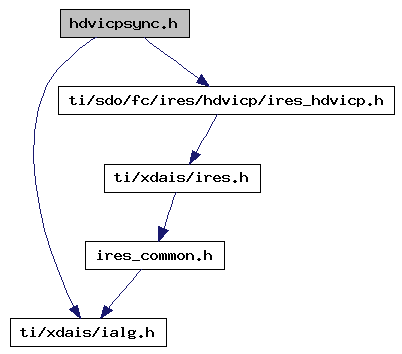 hdvicpsync.h
ti/sdo/fc/ires/hdvicp/ires_hdvicp.h
ti/xdais/ires.h
ires_common.h
ti/xdais/ialg.h